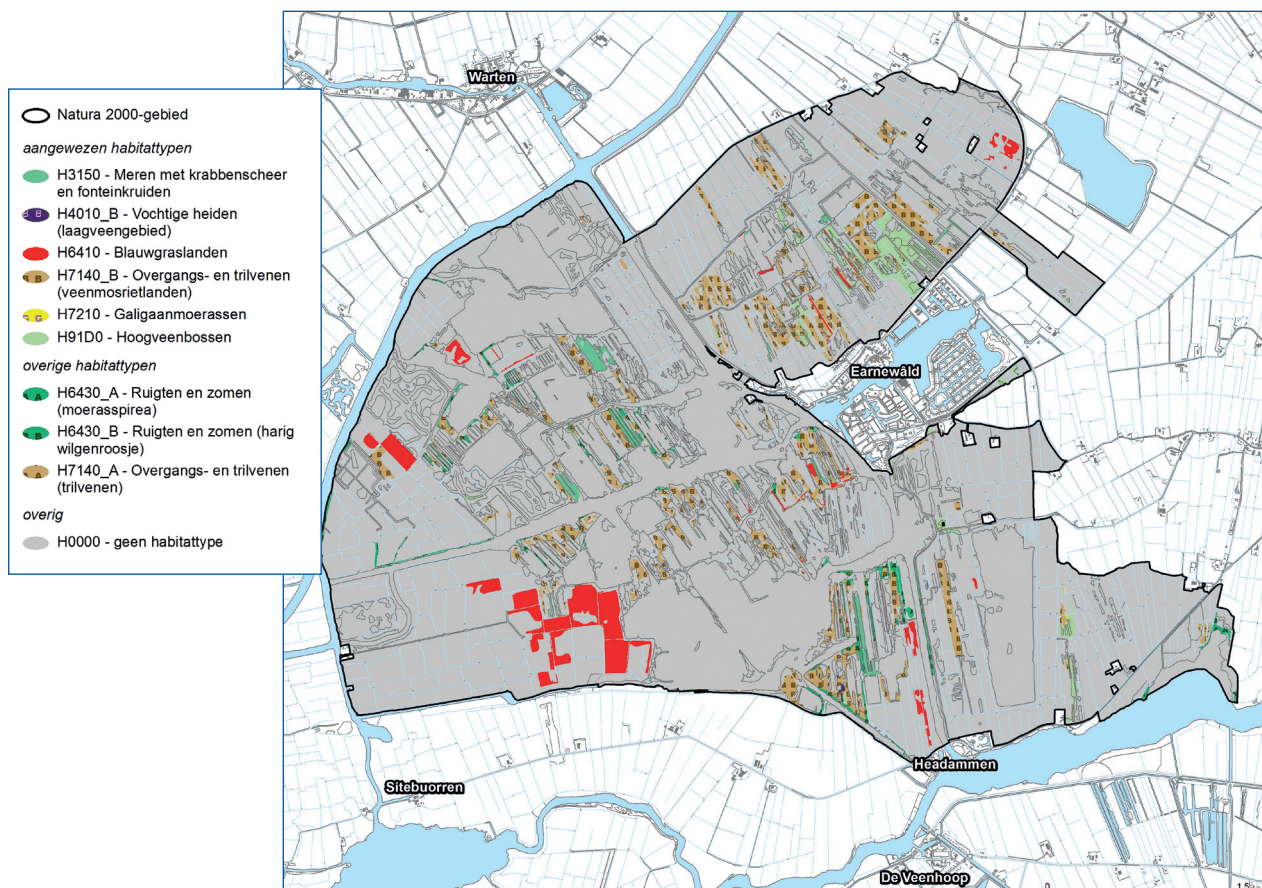 Natura 2000-gebied
aangewezen habitattypen
H3150 - Meren met krabbenscheer
en fonteinkruiden
H4010_B - Vochtige heiden
(laagveengebied)
H6410 - Blauwgraslanden
H7140_B - Overgangs- en trilvenen
(veenmosrietlanden)
H7210 - Galigaanmoerassen
H91D0 - Hoogveenbossen
overige habitattypen
H6430_A - Ruigten en zomen
(moerasspirea)
H6430_B - Ruigten en zomen (harig
wilgenroosje)
H7140_A - Overgangs- en trilvenen
(trilvenen)
overig
H0000 - geen habitattype
Warten
Earnewâld
Headammen
Sitebuorren
De Veenhoop
0